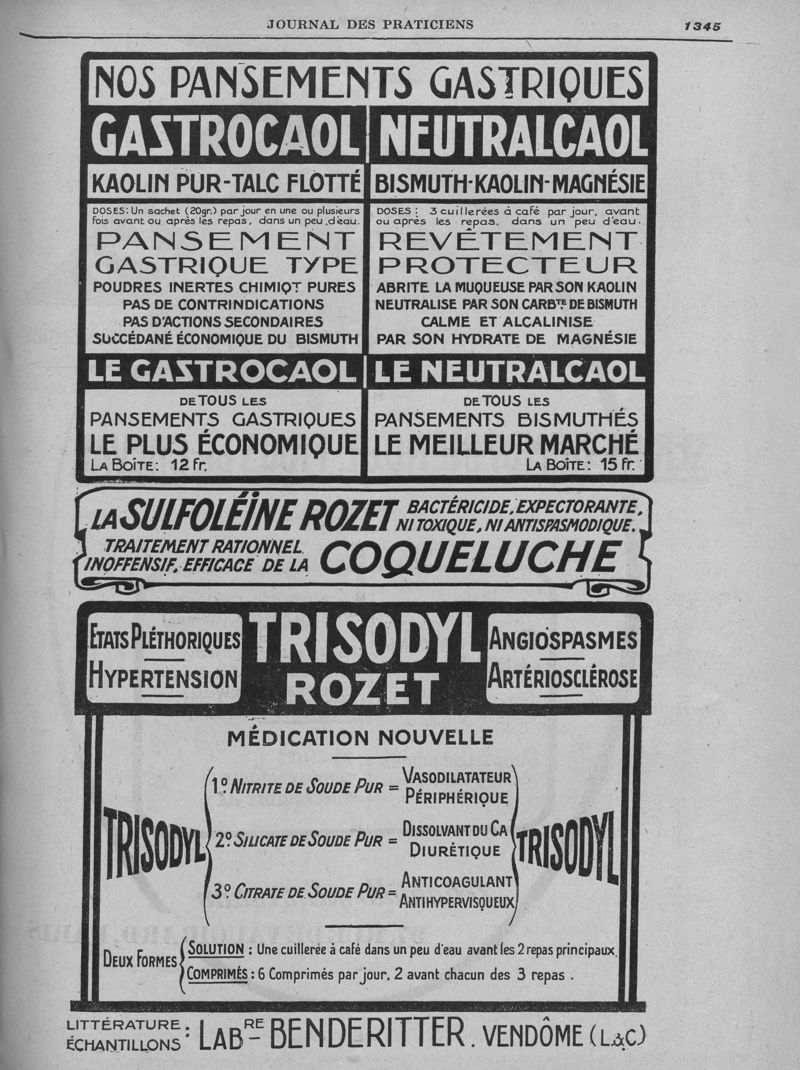 JOURNAL DES PRATICIENS 1345
NOS PANSEMENTS GASTRIQUES
GASTROCAOL
KAOLIN PUR-TALC FLOTTÉ
DOSES: Un sachet (20gr.) par jour en une ou plusieurs
fois avant ou après les repas, dans un peu d'eau.
PANSEMENT
GASTRIQUE TYPE
POUDRES INERTES CHIMIQT PURES
PAS DE CONTRINDICATIONS
PAS D'ACTIONS SECONDAIRES
SUCCÉDANÉ ÉCONOMIQUE DU BISMUTH
LE GASTROCAOL
DE TOUS LES
PANSEMENTS GASTRIQUES
LE PLUS ÉCONOMIQUE
LA BOÎTE: 12 Fr.
NEUTRALCAOL
BISMUTH-KAOLIN-MAGNÉSIE
DOSES: 3 cuillerées à café par jour, avant
ou après les repas, dans un peu d'eau.
REVÊTEMENT
PROTECTEUR
ABRITE LA MUQUEUSE PAR SON KAOLIN
NEUTRALISE PAR SON CARBTE DE BISMUTH
CALME ET ALCALINISE
PAR SON HYDRATE DE MAGNÉSIE
LE NEUTRALCAOL
DE TOUS LES
PANSEMENTS BISMUTHÉS
LE MEILLEUR MARCHÉ
LA BOÎTE: 15 Fr.
LA SULFOLÉÏNE ROZET BACTÉRICIDE, EXPECTORANTE,
NI TOXIQUE, NI ANTISPASMODIQUE.
TRAITEMENT RATIONNEL
INOFFENSIF, EFFICACE DE LA COQUELUCHE
ETATS PLÉTHORIQUES
HYPERTENSION
TRISODYL
ROZET
ANGIOSPASMES
ARTÉRIOSCLÉROSE
MÉDICATION NOUVELLE
TRISODYL
1.º NITRITE DE SOUDE PUR = VASODILATATEUR
PÉRIPHÉRIQUE
2º SILICATE DE SOUDE PUR = DISSOLVANT DU CA
DIURÉTIQUE
3º CITRATE DE SOUDE PUR = ANTICOAGULANT
ANTIHYPERVISQUEUX
TRISODYL
DEUX FORMES
SOLUTION : Une cuillerée à café dans un peu d'eau avant les 2 repas principaux.
COMPRIMÉS : 6 Comprimés par jour, 2 avant chacun des 3 repas.
LITTÉRATURE:
ÉCHANTILLONS:
LABRE BENDERITTER. VENDÔME (L&C)